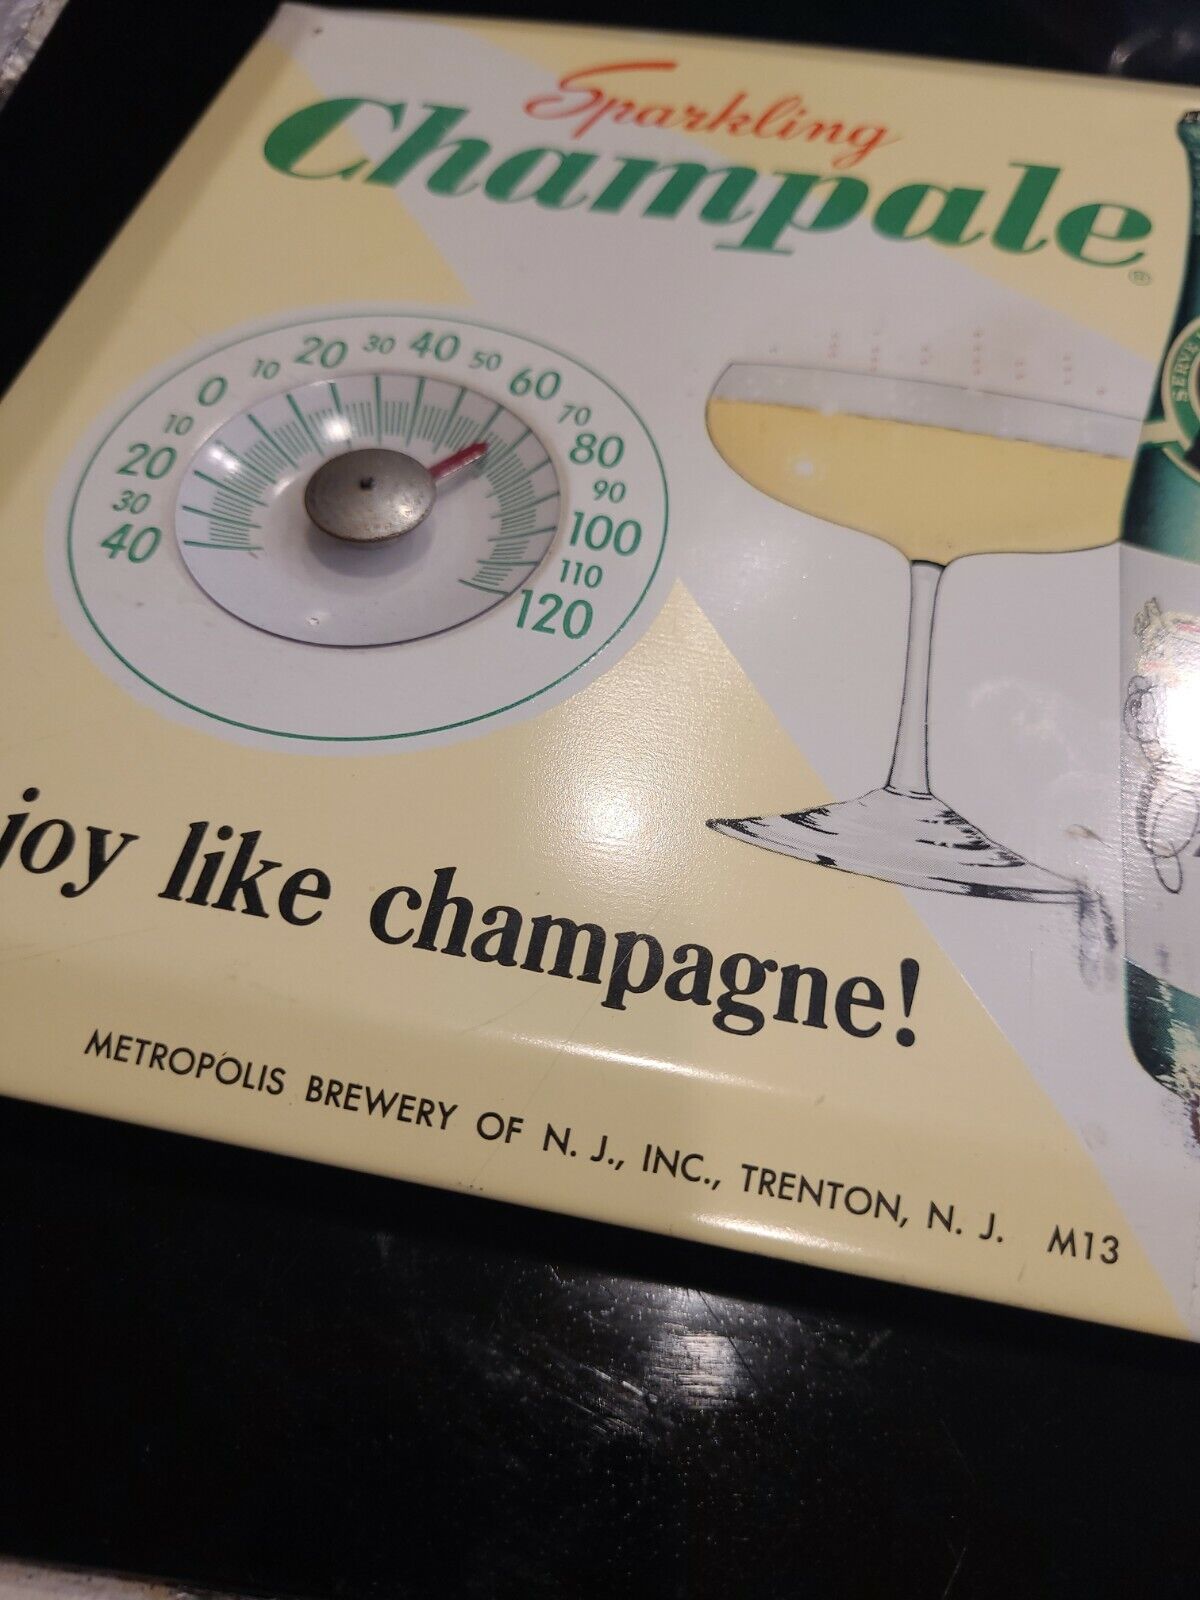 Sparkling
Champale®
40 30 20 10 0 10 20 30 40 50 60 70 80 90 100 110 120
SERVE
joy like champagne!
METROPOLIS BREWERY OF N. J., INC., TRENTON, N. J. M13